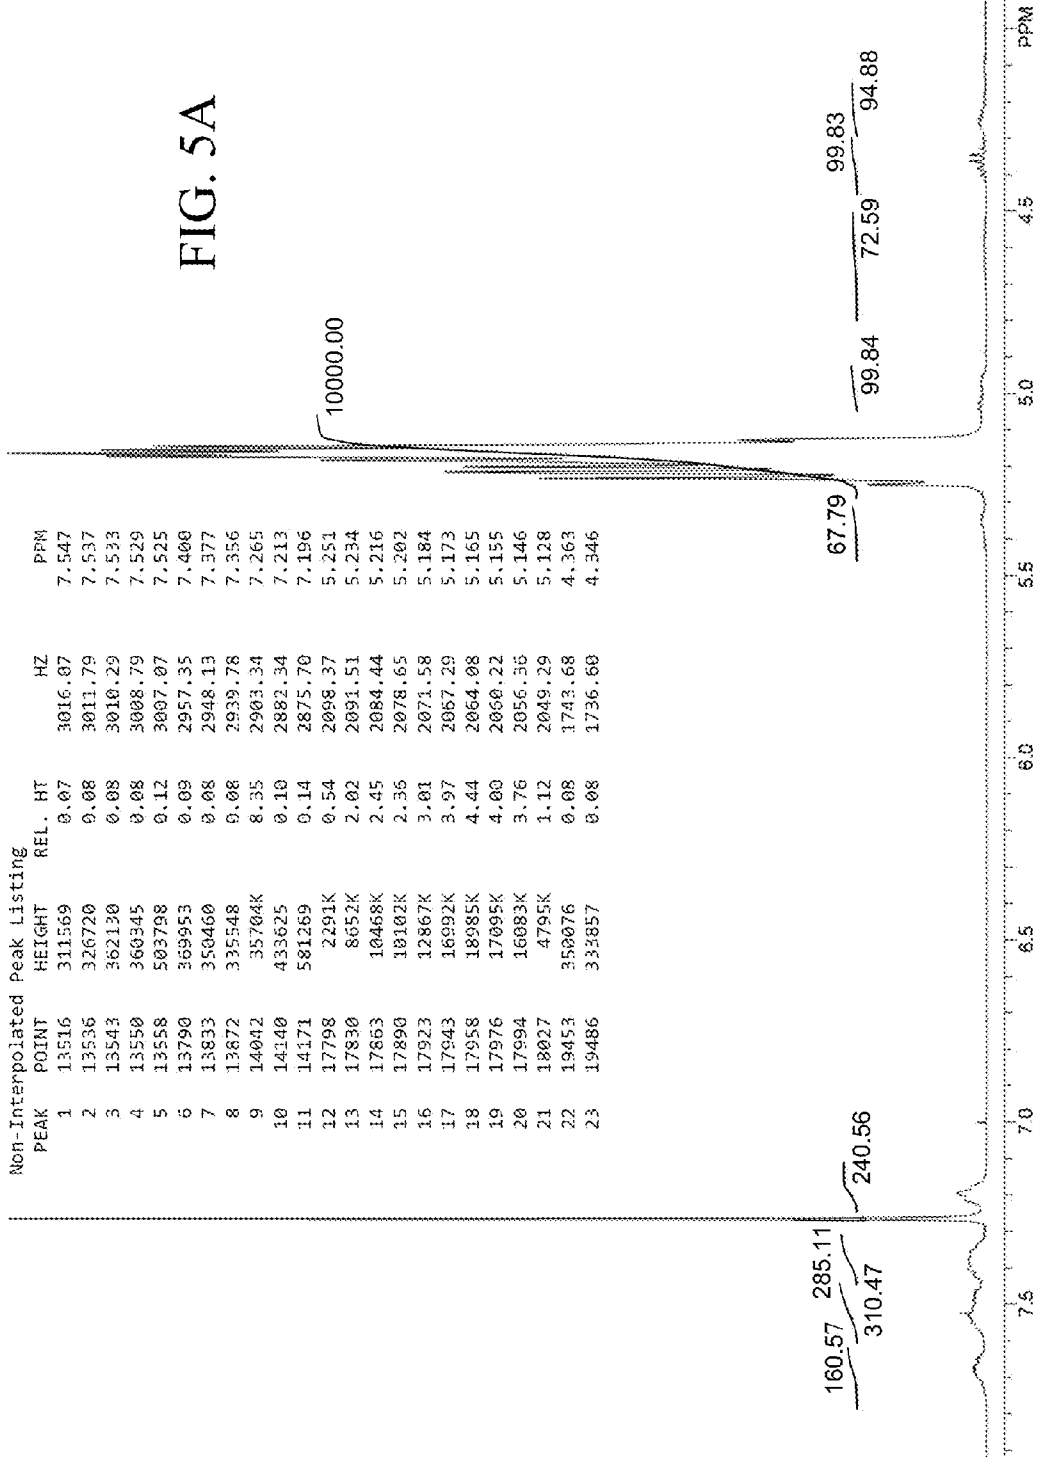 Non-Interpolated Peak Listing
PEAK POINT HEIGHT REL. HT HZ PPM
1 13516 311569 0.07 3016.07 7.547
2 13536 326720 0.08 3011.79 7.537
3 13543 362130 0.08 3010.29 7.533
4 13550 360345 0.08 3008.79 7.529
5 13558 503798 0.12 3007.07 7.525
6 13790 369953 0.09 2957.35 7.400
7 13833 350460 0.08 2948.13 7.377
8 13872 335548 0.08 2939.78 7.356
9 14042 35704K 8.35 2903.34 7.265
10 14140 433625 0.10 2882.34 7.213
11 14171 581269 0.14 2875.70 7.196
12 17798 2291K 0.54 2098.37 5.251
13 17830 8652K 2.02 2091.51 5.234
14 17863 10468K 2.45 2084.44 5.216
15 17890 10102K 2.36 2078.65 5.202
16 17923 12867K 3.01 2071.58 5.184
17 17943 16992K 3.97 2067.29 5.173
18 17958 18985K 4.44 2064.08 5.165
19 17976 17095K 4.00 2060.22 5.155
20 17994 16083K 3.76 2056.36 5.146
21 18027 4795K 1.12 2049.29 5.128
22 19453 350076 0.08 1743.68 4.363
23 19486 333857 0.08 1736.60 4.346
FIG. 5A
10000.00
160.57 285.11
310.47
240.56
67.79
99.84
72.59
99.83
94.88
7.5 7.0 6.5 6.0 5.5 5.0 4.5 PPM